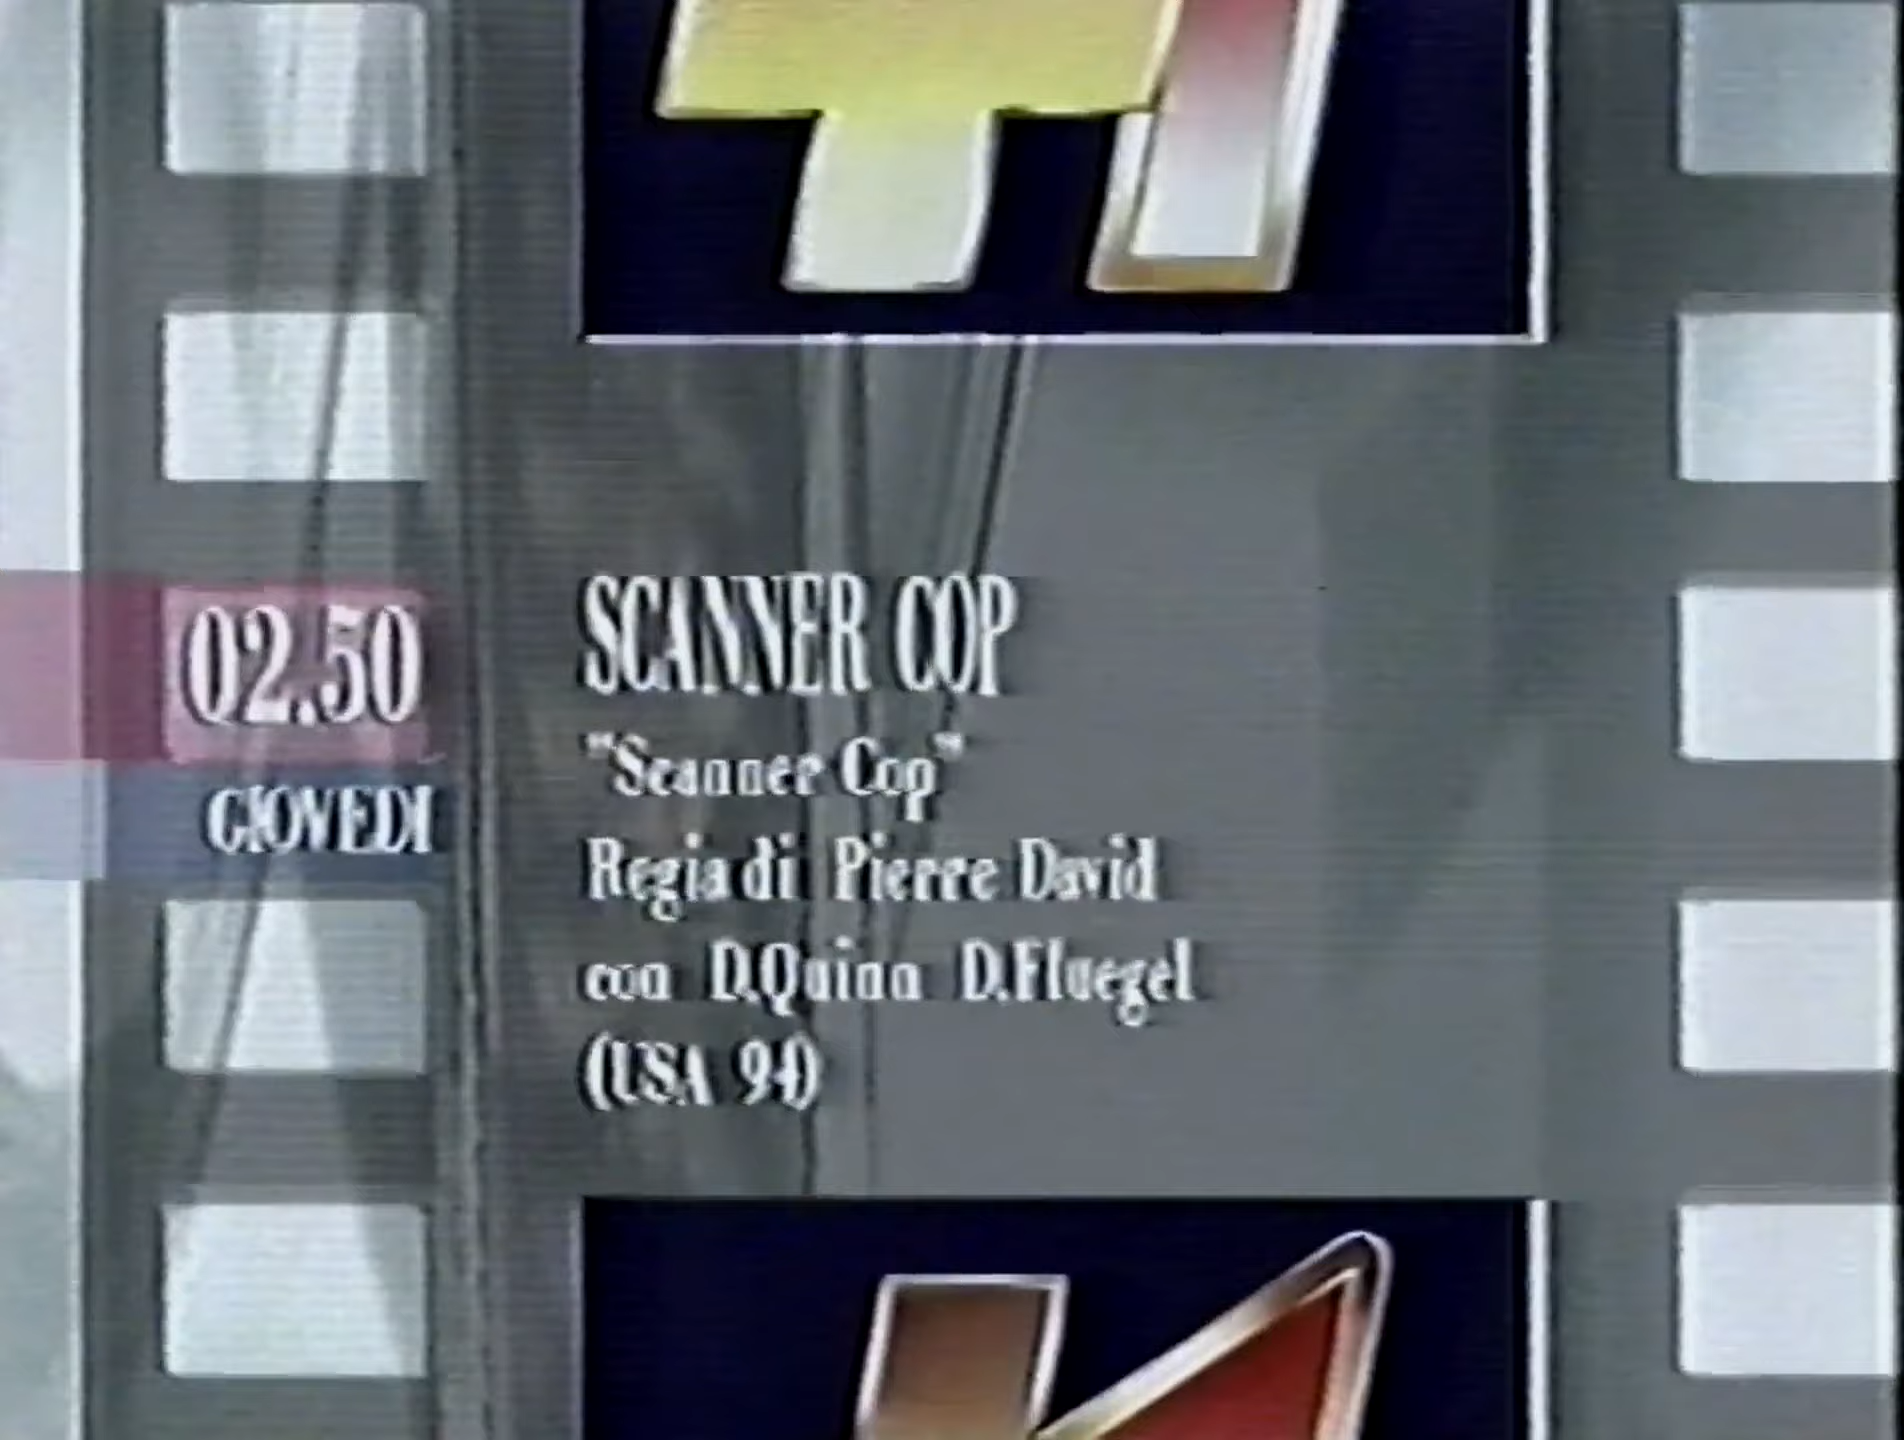 02.50
GIOVEDI
SCANNER COP
"Scanner Cop"
Regia di Pierre David
con D.Quinn D.Fluegel
(USA 94)